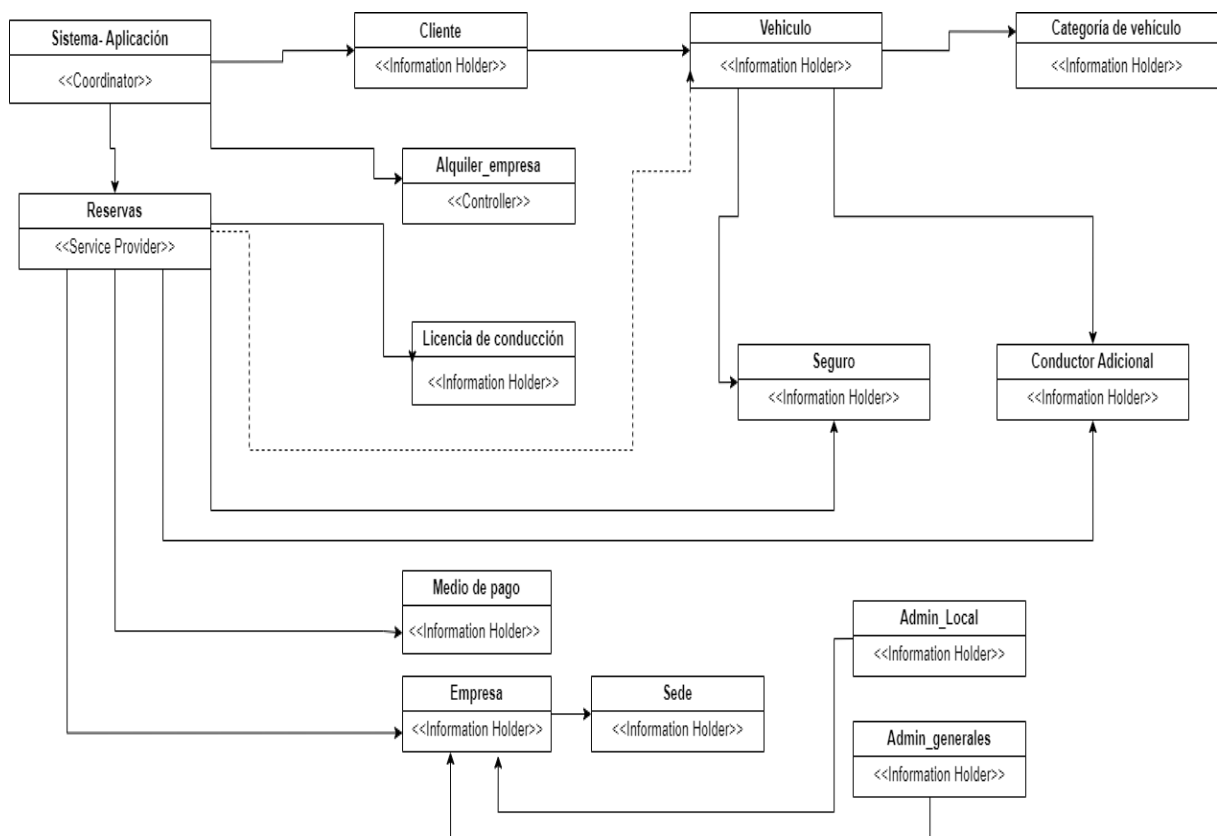 Sistema- Aplicación
<<Coordinator>>
Cliente
<<Information Holder>>
Vehiculo
<<Information Holder>>
Categoría de vehículo
<<Information Holder>>
Alquiler_empresa
<<Controller>>
Reservas
<<Service Provider>>
Licencia de conducción
<<Information Holder>>
Seguro
<<Information Holder>>
Conductor Adicional
<<Information Holder>>
Medio de pago
<<Information Holder>>
Admin_Local
<<Information Holder>>
Empresa
<<Information Holder>>
Sede
<<Information Holder>>
Admin_generales
<<Information Holder>>